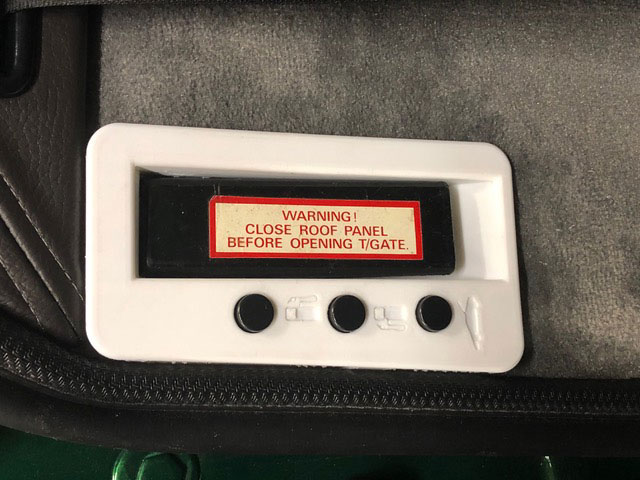 WARNING!
CLOSE ROOF PANEL
BEFORE OPENING T/GATE.